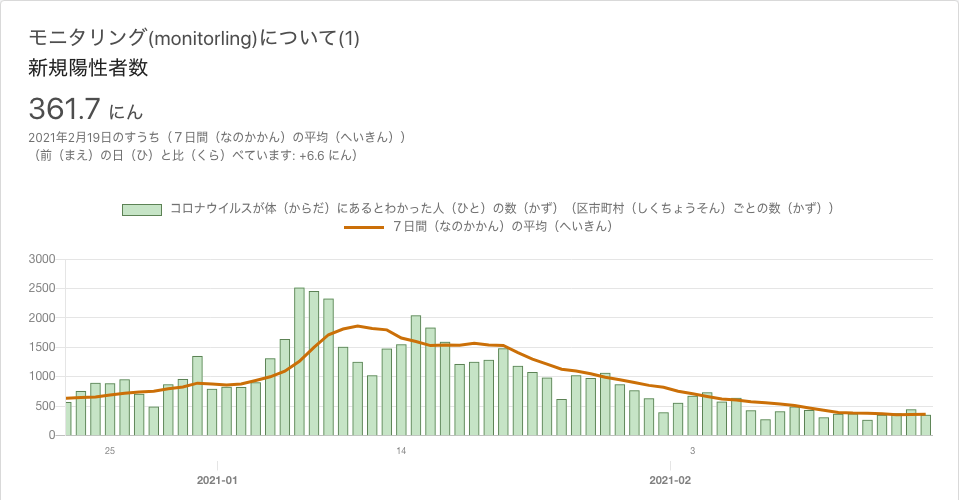 モニタリング(monitorling)について(1)
新規陽性者数
361.7 にん
2021年2月19日のすうち（７日間（なのかかん）の平均（へいきん））
（前（まえ）の日（ひ）と比（くら）べています: +6.6 にん）
コロナウイルスが体（からだ）にあるとわかった人（ひと）の数（かず）（区市町村（しくちょうそん）ごとの数（かず））
７日間（なのかかん）の平均（へいきん）
3000
2500
2000
1500
1000
500
0
25 14 3
2021-01 2021-02